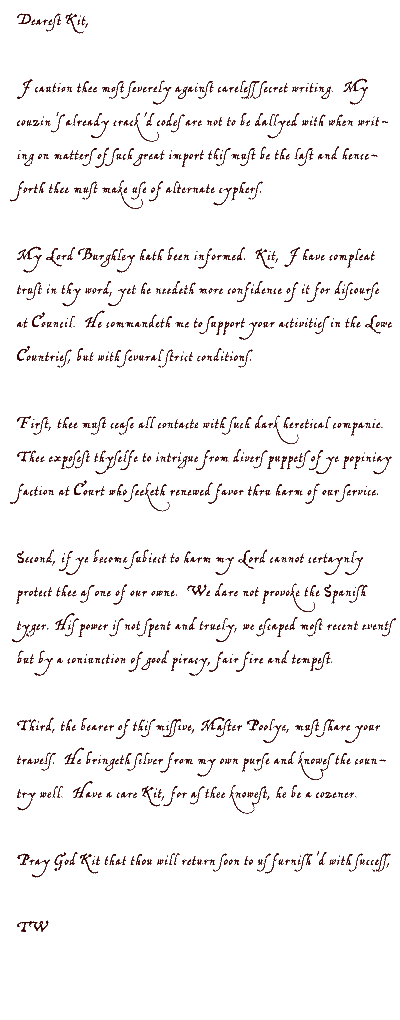 Dearest Kit,
I caution thee most severely against careless secret writing. My
couzin's already crack'd codes are not to be dallyed with when writ-
ing on matters of such great import this must be the last and hence-
forth thee must make use of alternate cyphers.
My Lord Burghley hath been informed. Kit, I have compleat
trust in thy word, yet he needeth more confidence of it for discourse
at Council. He commandeth me to support your activities in the Lowe
Countries, but with sevural strict conditions.
First, thee must cease all contacte with such dark heretical companie.
Thee exposest thyselfe to intrigue from divers puppets of ye popiniay
faction at Court who seeketh renewed favor thru harm of our service.
Second, if ye become subiect to harm my Lord cannot certaynly
protect thee as one of our owne. We dare not provoke the Spanish
tyger. His power is not spent and truely, we escaped most recent events
but by a coniunction of good piracy, fair fire and tempest.
Third, the bearer of this missive, Master Poolye, must share your
travels. He bringeth silver from my own purse and knows the coun-
try well. Have a care Kit, for as thee knowest, he be a cozener.
Pray God Kit that thou will return soon to us furnish'd with success,
TW